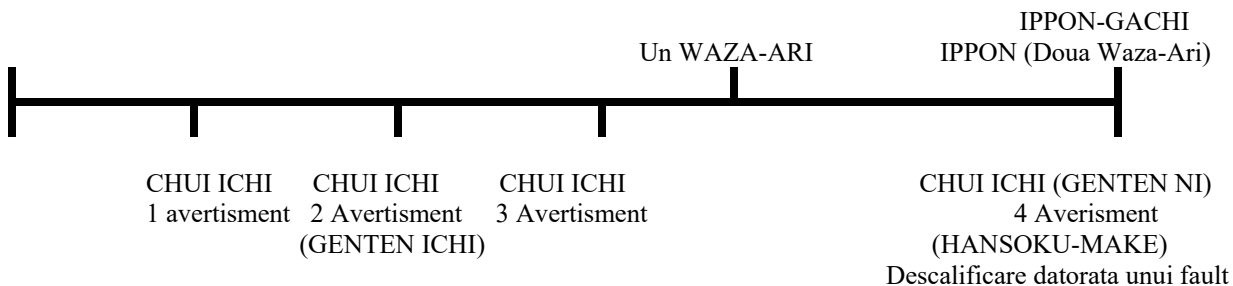 IPPON-GACHI
Un WAZA-ARI IPPON (Doua Waza-Ari)
CHUI ICHI CHUI ICHI CHUI ICHI CHUI ICHI (GENTEN NI)
1 avertisment 2 Avertisment 3 Avertisment 4 Averisment
(GENTEN ICHI) (HANSOKU-MAKE)
Descalificare datorata unui fault